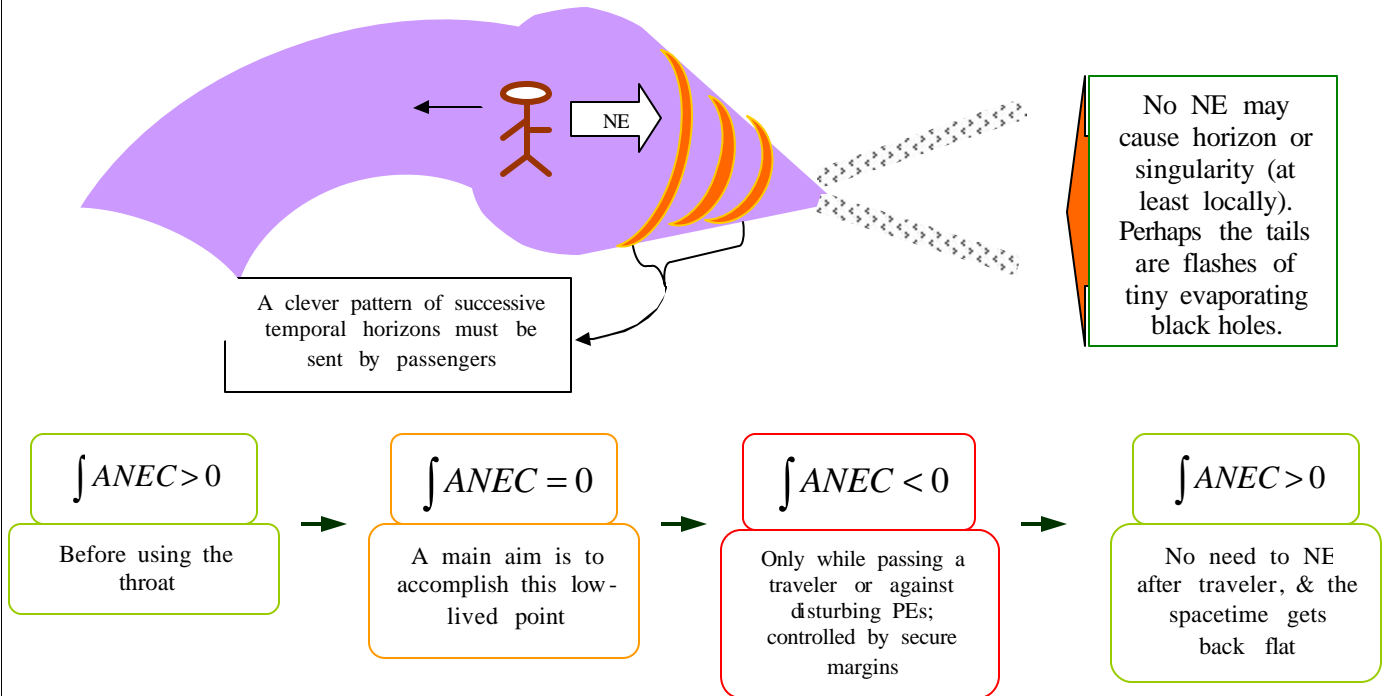 NE
No NE may
cause horizon or
singularity (at
least locally).
Perhaps the tails
are flashes of
tiny evaporating
black holes.
A clever pattern of successive
temporal horizons must be
sent by passengers
∫ANEC > 0
Before using the
throat
∫ANEC = 0
A main aim is to
accomplish this low-
lived point
∫ANEC < 0
Only while passing a
traveler or against
disturbing PEs;
controlled by secure
margins
∫ANEC > 0
No need to NE
after traveler, & the
spacetime gets
back flat